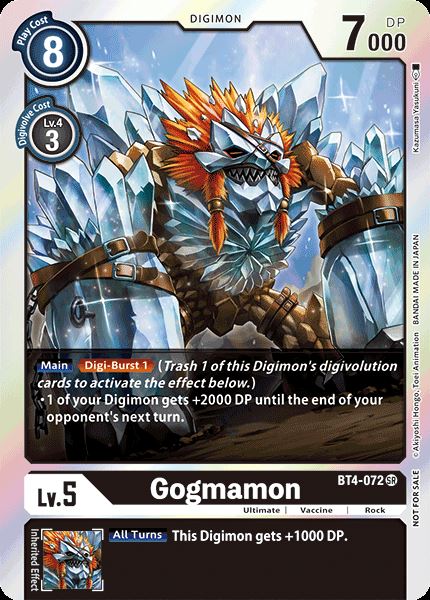 DIGIMON
Play Cost
8
7000
DP
Digivolve Cost
Lv.4
3
Kazumasa Yasukuni
Main Digi-Burst 1 (Trash 1 of this Digimon's digivolution
cards to activate the effect below.)
•1 of your Digimon gets +2000 DP until the end of your
opponent's next turn.
©Akiyoshi Hongo, Toei Animation BANDAI MADE IN JAPAN
NOT FOR SALE
Lv.5
Gogmamon
BT4-072 SR
Ultimate | Vaccine | Rock
Inherited Effect
All Turns This Digimon gets +1000 DP.